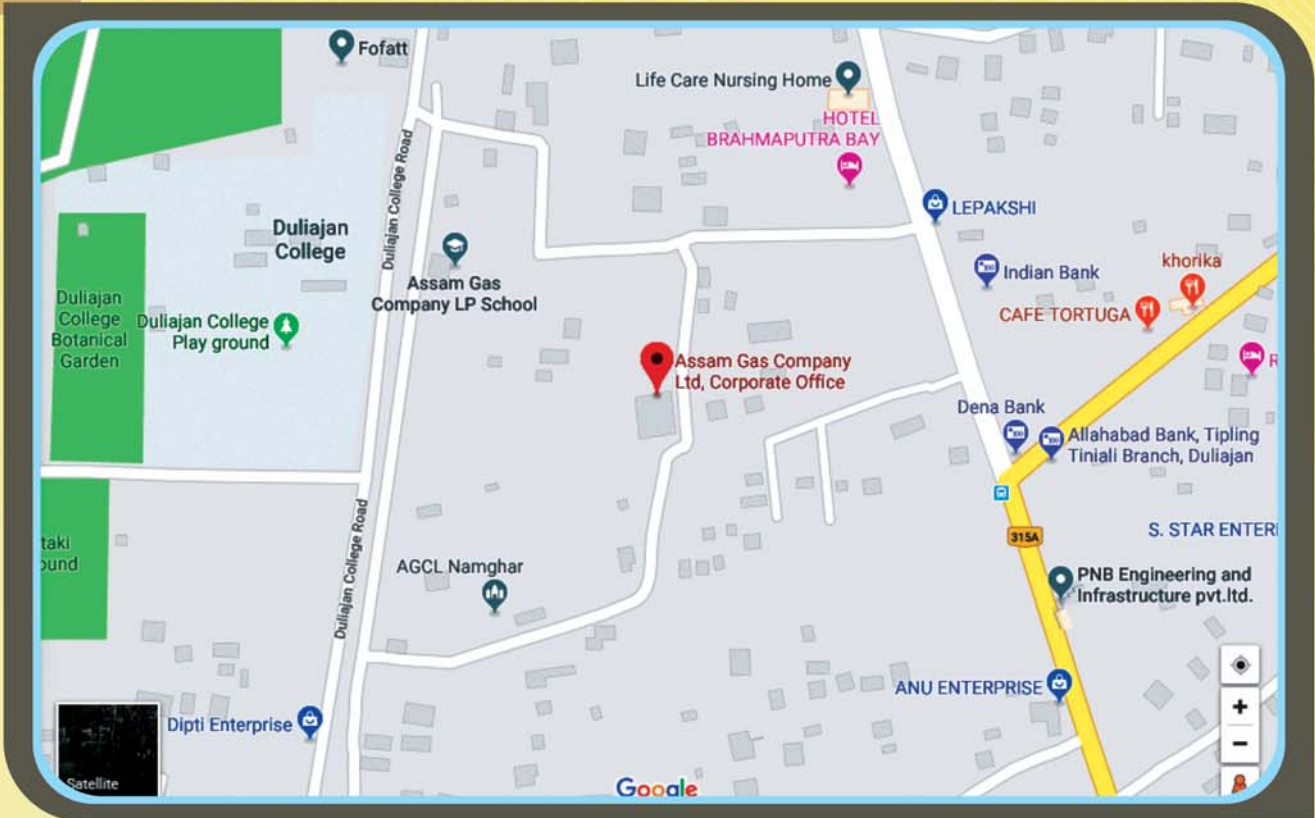 Fofatt
Life Care Nursing Home
HOTEL
BRAHMAPUTRA BAY
Duliajan College Road
LEPAKSHI
Duliajan
College
Assam Gas
Company LP School
Indian Bank
khorika
CAFE TORTUGA
Duliajan
College
Botanical
Garden
Duliajan College
Play ground
Assam Gas Company
Ltd, Corporate Office
R
Dena Bank
Allahabad Bank, Tipling
Tiniali Branch, Duliajan
315A
S. STAR ENTERI
taki
ound
AGCL Namghar
Duliajan College Road
PNB Engineering and
Infrastructure pvt.ltd.
ANU ENTERPRISE
Dipti Enterprise
Satellite
Google
+
−